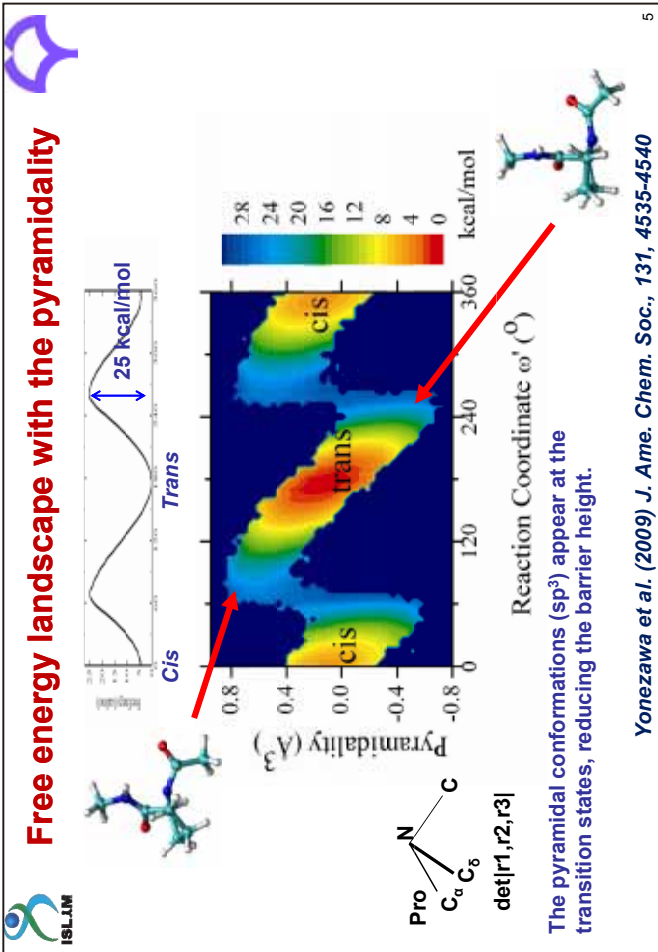 ISLIM
Free energy landscape with the pyramidality
25 kcal/mol
Cis
Trans
0.8
0.4
0.0
-0.4
-0.8
Pyramidality (Å³)
cis
trans
cis
0
120
240
360
Reaction Coordinate ω' (°)
28
24
20
16
12
8
4
0
kcal/mol
Pro
N
Cα Cδ
C
det|r1,r2,r3|
The pyramidal conformations (sp³) appear at the
transition states, reducing the barrier height.
Yonezawa et al. (2009) J. Ame. Chem. Soc., 131, 4535-4540
5